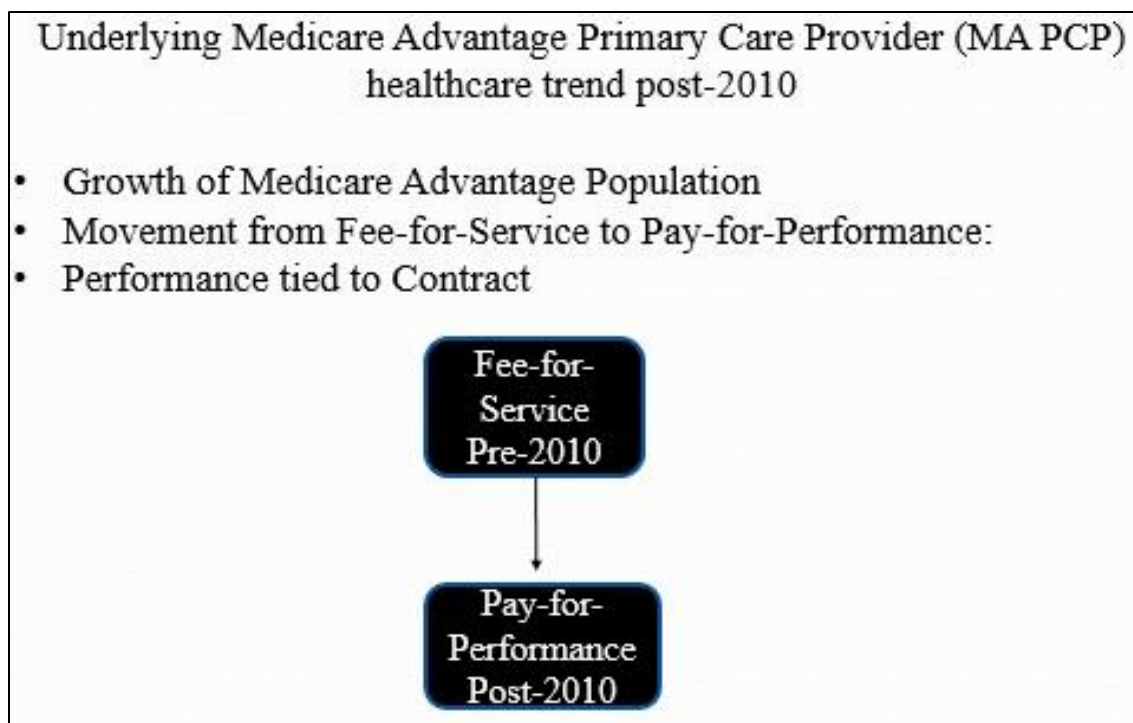 Underlying Medicare Advantage Primary Care Provider (MA PCP)
healthcare trend post-2010
• Growth of Medicare Advantage Population
• Movement from Fee-for-Service to Pay-for-Performance:
• Performance tied to Contract
Fee-for-
Service
Pre-2010
Pay-for-
Performance
Post-2010